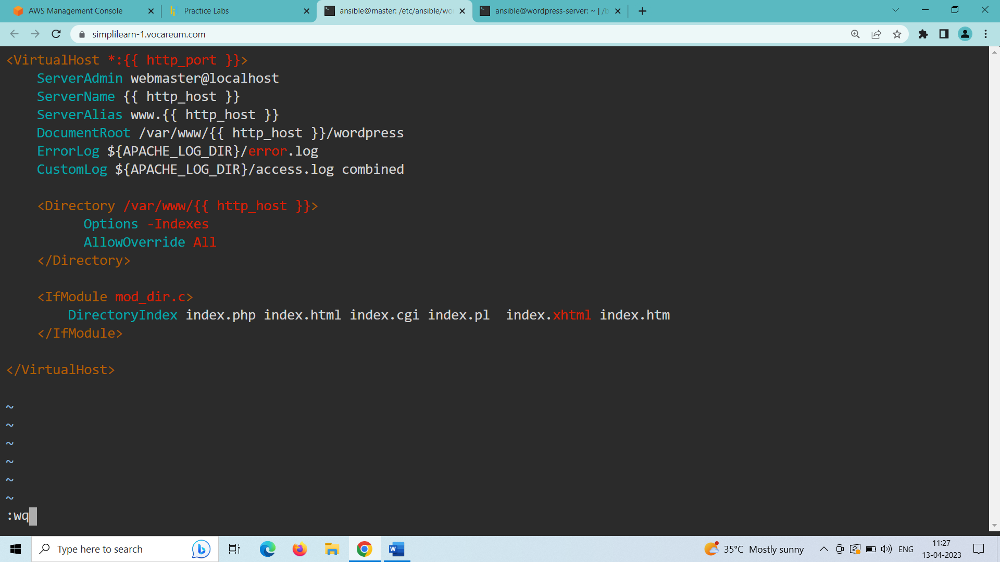 AWS Management Console
Practice Labs
ansible@master: /etc/ansible/wo
ansible@wordpress-server: ~ | /b
simplilearn-1.vocareum.com
<VirtualHost *:{{ http_port }}>
    ServerAdmin webmaster@localhost
    ServerName {{ http_host }}
    ServerAlias www.{{ http_host }}
    DocumentRoot /var/www/{{ http_host }}/wordpress
    ErrorLog ${APACHE_LOG_DIR}/error.log
    CustomLog ${APACHE_LOG_DIR}/access.log combined
    <Directory /var/www/{{ http_host }}>
          Options -Indexes
          AllowOverride All
    </Directory>
    <IfModule mod_dir.c>
        DirectoryIndex index.php index.html index.cgi index.pl  index.xhtml index.htm
    </IfModule>
</VirtualHost>
~
~
~
~
~
~
:wq
Type here to search
35°C Mostly sunny
ENG
11:27
13-04-2023